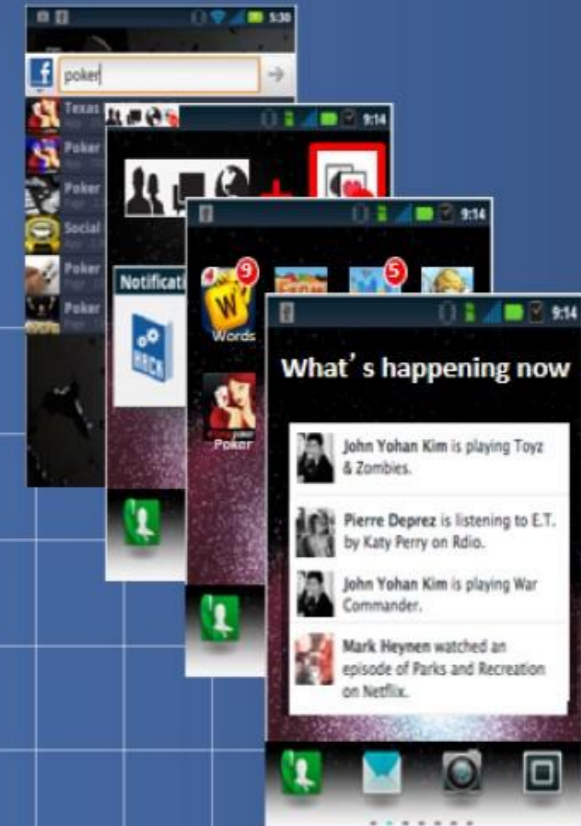 5:30
poker
Texas
Poker
Poker
Social
Poker
Poker
9:14
Notificati
HACK
9:14
9
5
W
Words
Poker
9:14
What's happening now
John Yohan Kim is playing Toyz
& Zombies.
Pierre Deprez is listening to E.T.
by Katy Perry on Rdio.
John Yohan Kim is playing War
Commander.
Mark Heynen watched an
episode of Parks and Recreation
on Netflix.